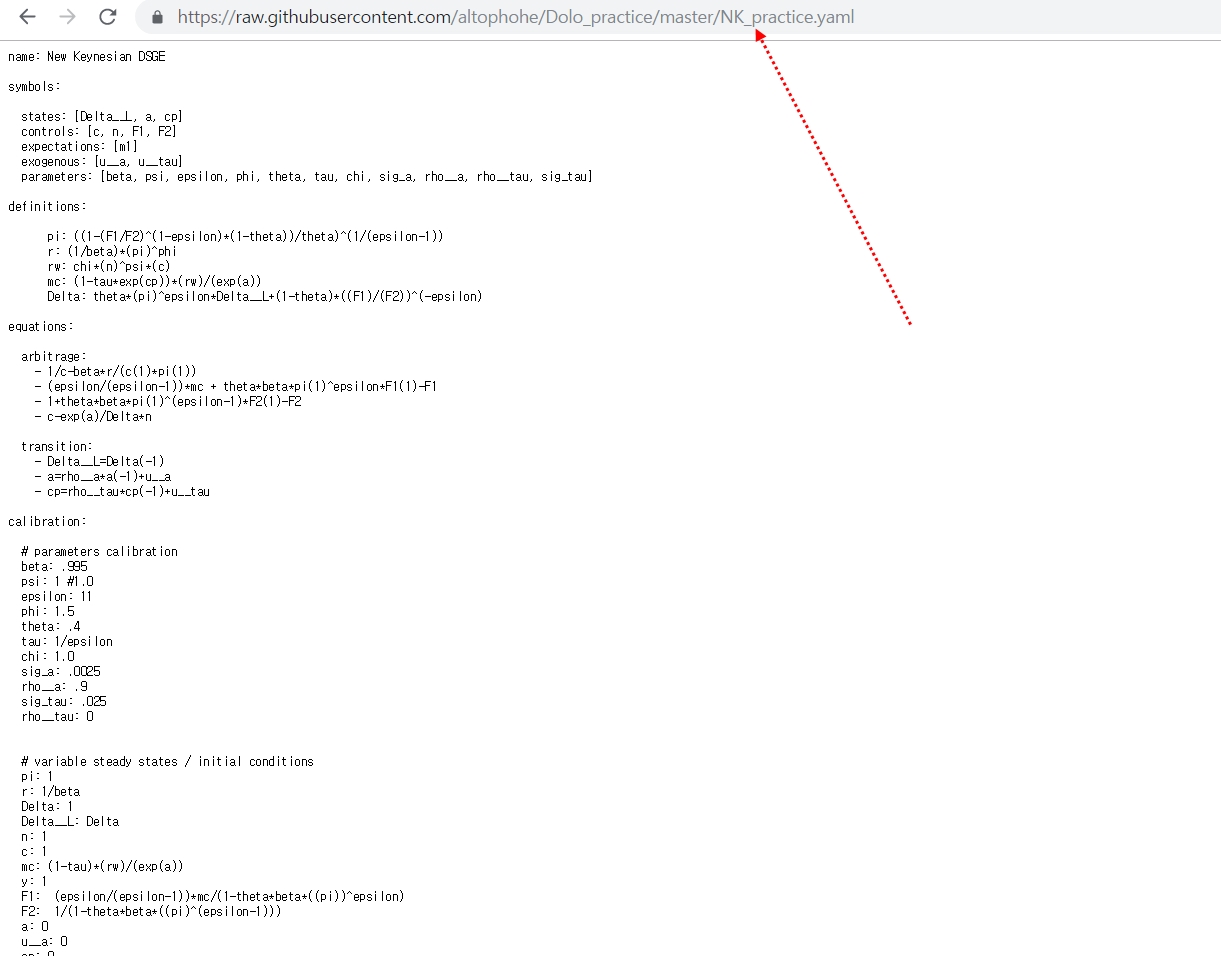 https://raw.githubusercontent.com/altophohe/Dolo_practice/master/NK_practice.yaml
name: New Keynesian DSGE
symbols:
states: [Delta__L, a, cp]
controls: [c, n, F1, F2]
expectations: [m1]
exogenous: [u__a, u__tau]
parameters: [beta, psi, epsilon, phi, theta, tau, chi, sig_a, rho__a, rho__tau, sig_tau]
definitions:
pi: ((1-(F1/F2)^(1-epsilon)*(1-theta))/theta)^(1/(epsilon-1))
r: (1/beta)*(pi)^phi
rw: chi*(n)^psi*(c)
mc: (1-tau*exp(cp))*(rw)/(exp(a))
Delta: theta*(pi)^epsilon*Delta__L+(1-theta)*((F1)/(F2))^(-epsilon)
equations:
arbitrage:
- 1/c-beta*r/(c(1)*pi(1))
- (epsilon/(epsilon-1))*mc + theta*beta*pi(1)^epsilon*F1(1)-F1
- 1+theta*beta*pi(1)^(epsilon-1)*F2(1)-F2
- c-exp(a)/Delta*n
transition:
- Delta__L=Delta(-1)
- a=rho__a*a(-1)+u__a
- cp=rho__tau*cp(-1)+u__tau
calibration:
# parameters calibration
beta: .995
psi: 1 #1.0
epsilon: 11
phi: 1.5
theta: .4
tau: 1/epsilon
chi: 1.0
sig_a: .0025
rho__a: .9
sig_tau: .025
rho__tau: 0
# variable steady states / initial conditions
pi: 1
r: 1/beta
Delta: 1
Delta__L: Delta
n: 1
c: 1
mc: (1-tau)*(rw)/(exp(a))
y: 1
F1:  (epsilon/(epsilon-1))*mc/(1-theta*beta*((pi))^epsilon)
F2:  1/(1-theta*beta*((pi)^(epsilon-1)))
a: 0
u__a: 0